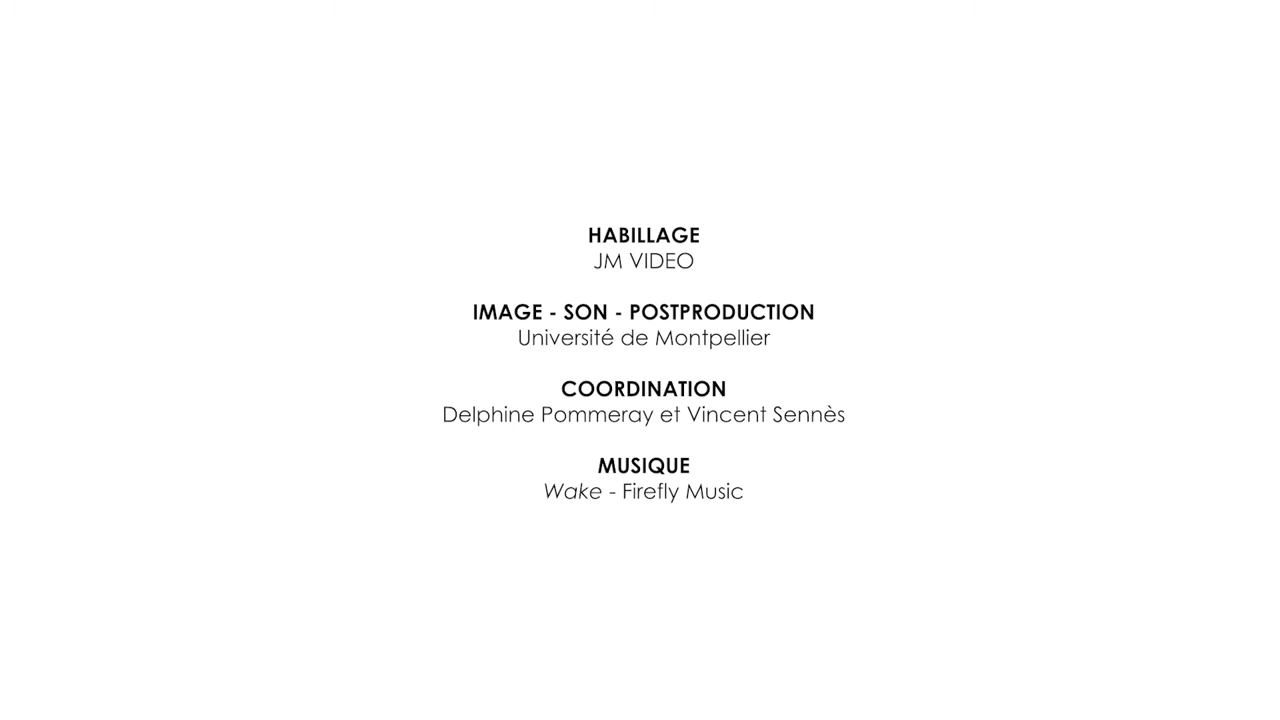 HABILLAGE
JM VIDEO
IMAGE - SON - POSTPRODUCTION
Université de Montpellier
COORDINATION
Delphine Pommeray et Vincent Sennès
MUSIQUE
Wake - Firefly Music